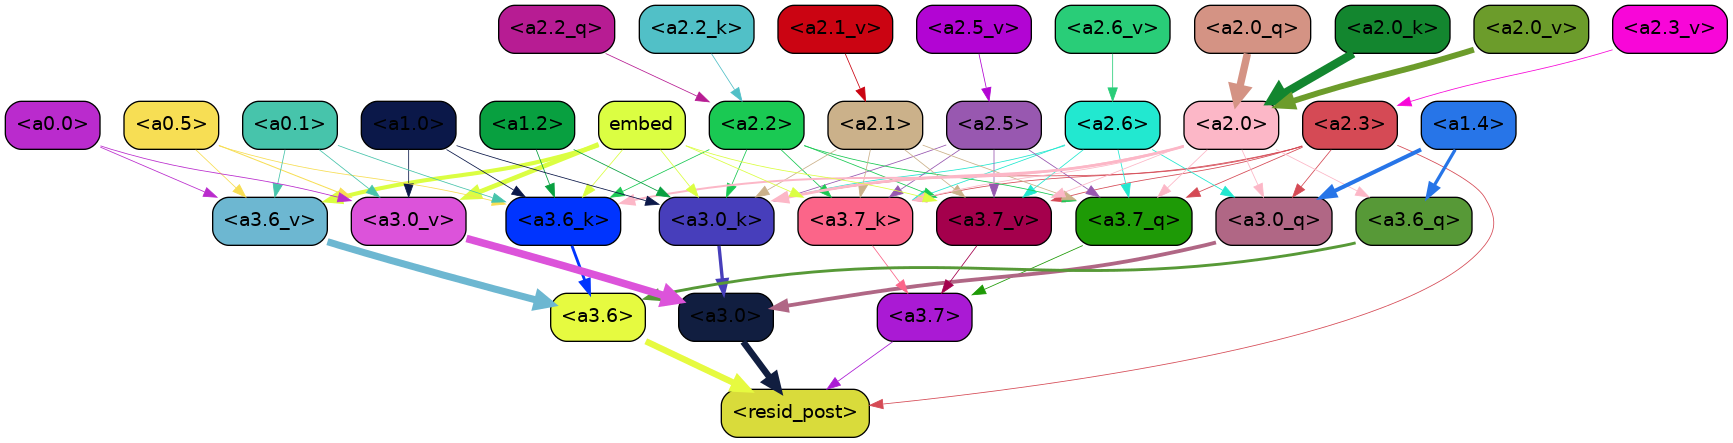 <a2.2_q> <a2.2_k> <a2.1_v> <a2.5_v> <a2.6_v> <a2.0_q> <a2.0_k> <a2.0_v> <a2.3_v>
<a0.0> <a0.5> <a0.1> <a1.0> <a1.2> embed <a2.2> <a2.1> <a2.5> <a2.6> <a2.0> <a2.3> <a1.4>
<a3.6_v> <a3.0_v> <a3.6_k> <a3.0_k> <a3.7_k> <a3.7_v> <a3.7_q> <a3.0_q> <a3.6_q>
<a3.6> <a3.0> <a3.7>
<resid_post>